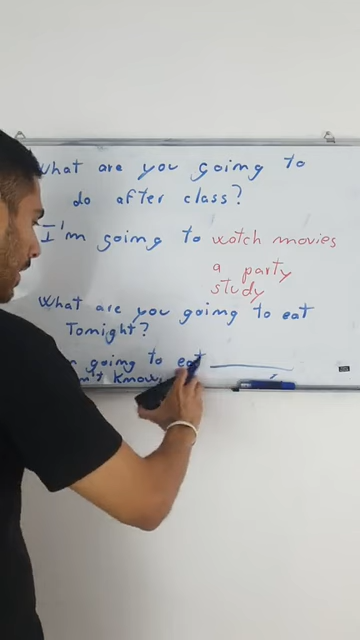 What are you going to
do after class?
I'm going to watch movies
a party
study
What are you going to eat
Tonight?
going to eat
know